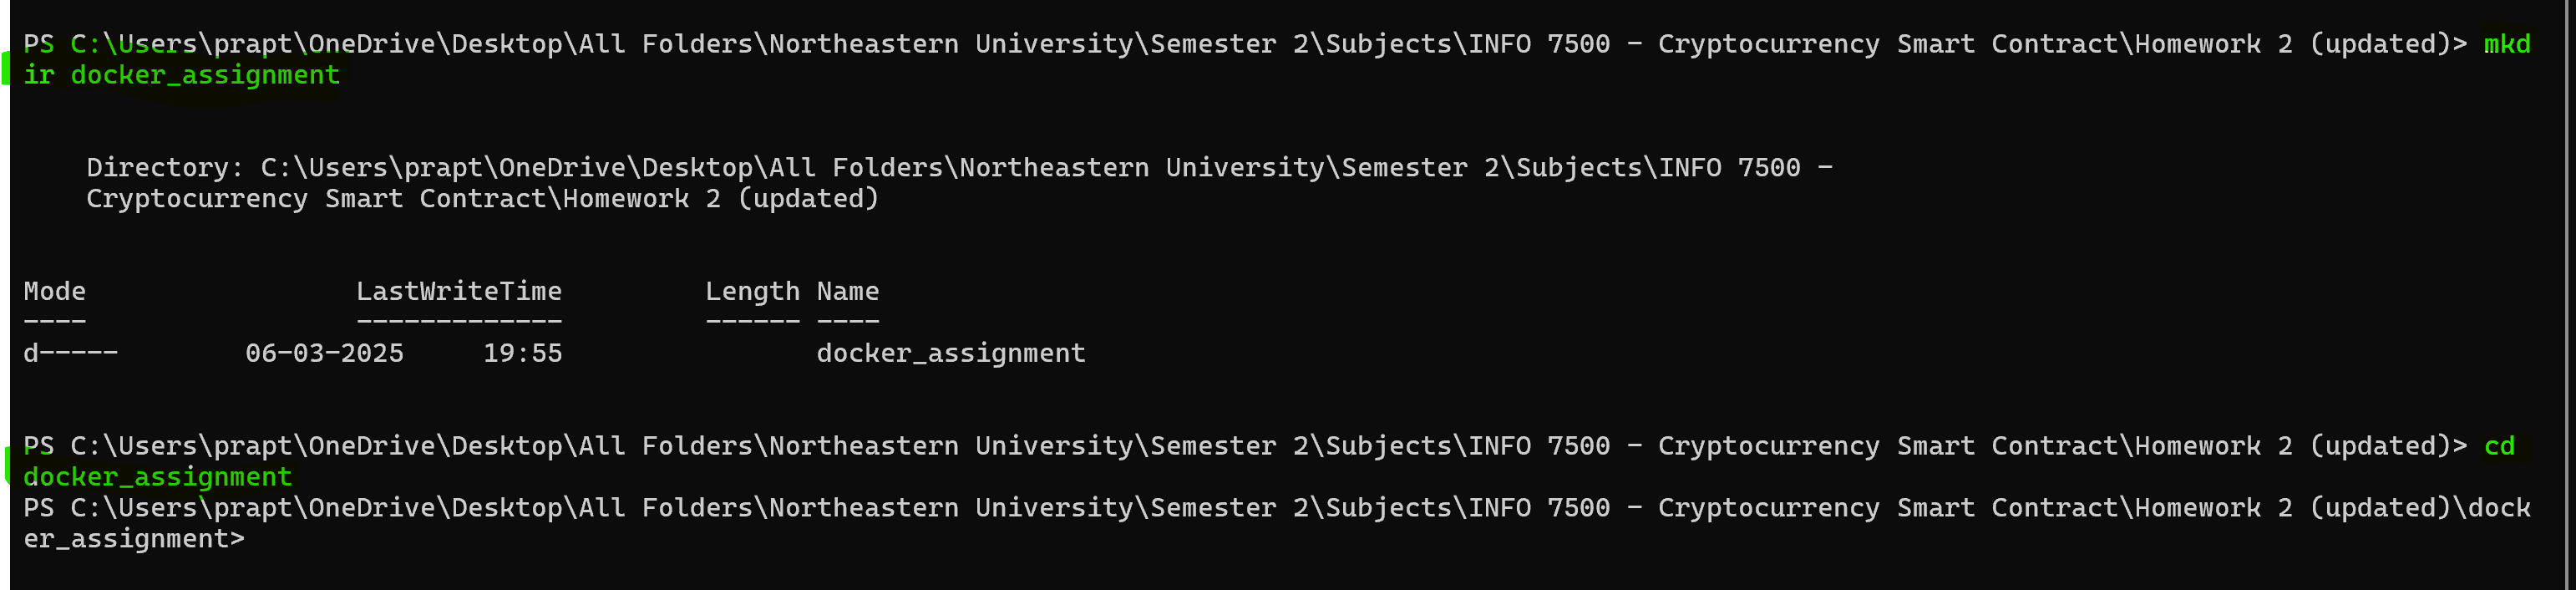 PS C:\Users\prapt\OneDrive\Desktop\All Folders\Northeastern University\Semester 2\Subjects\INFO 7500 - Cryptocurrency Smart Contract\Homework 2 (updated)> mkd
ir docker_assignment
Directory: C:\Users\prapt\OneDrive\Desktop\All Folders\Northeastern University\Semester 2\Subjects\INFO 7500 -
Cryptocurrency Smart Contract\Homework 2 (updated)
Mode LastWriteTime Length Name
---- ------------- ------ ----
d----- 06-03-2025 19:55 docker_assignment
PS C:\Users\prapt\OneDrive\Desktop\All Folders\Northeastern University\Semester 2\Subjects\INFO 7500 - Cryptocurrency Smart Contract\Homework 2 (updated)> cd
docker_assignment
PS C:\Users\prapt\OneDrive\Desktop\All Folders\Northeastern University\Semester 2\Subjects\INFO 7500 - Cryptocurrency Smart Contract\Homework 2 (updated)\dock
er_assignment>